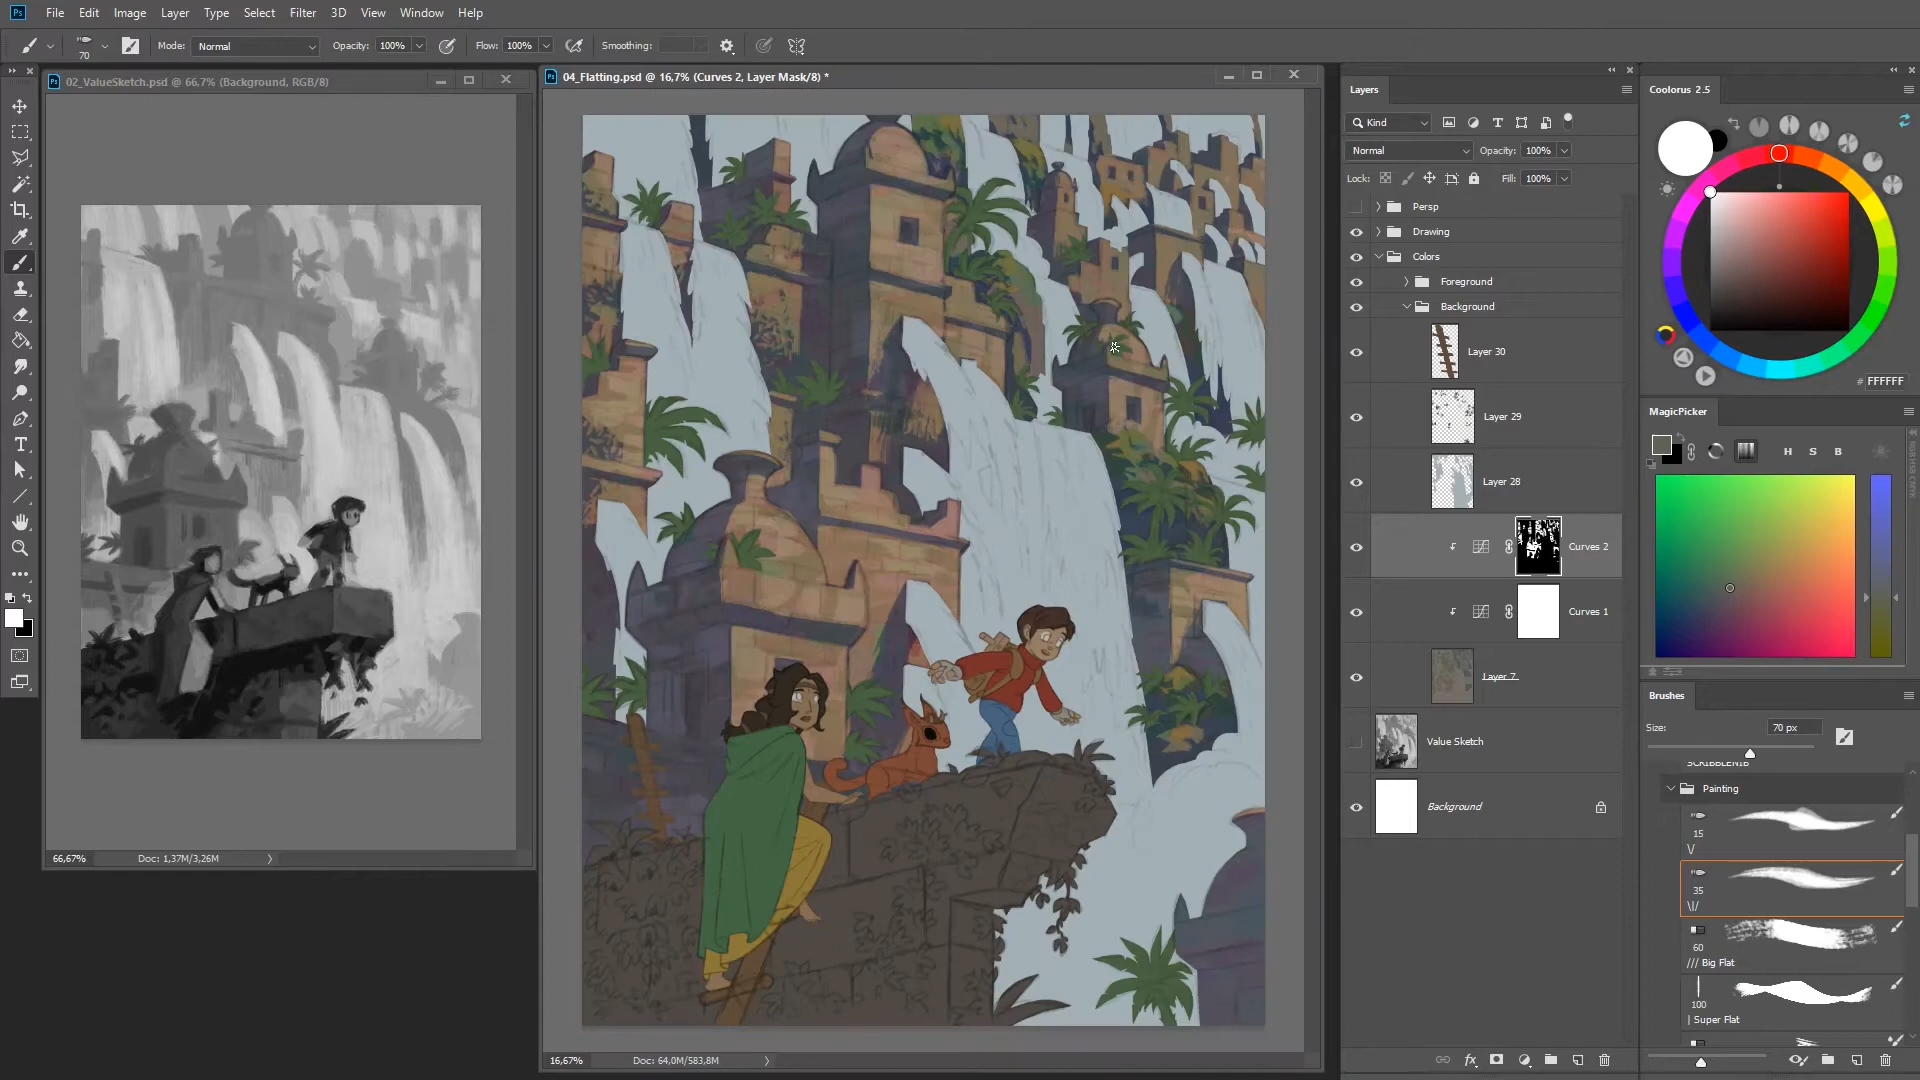 Ps File Edit Image Layer Type Select Filter 3D View Window Help
70 Mode: Normal Opacity: 100% Flow: 100% Smoothing:
02_ValueSketch.psd @ 66,7% (Background, RGB/8)
66,67% Doc: 1,37M/3,26M
04_Flatting.psd @ 16,7% (Curves 2, Layer Mask/8) *
16,67% Doc: 64,0M/583,8M
Layers
Kind
Normal Opacity: 100%
Lock: Fill: 100%
Persp
Drawing
Colors
Foreground
Background
Layer 30
Layer 29
Layer 28
Curves 2
Curves 1
Layer 7
Value Sketch
Background
fx
Coolorus 2.5
# FFFFFF
MagicPicker
H S B
Brushes
Size: 70 px
SCRIBBLENIB
Painting
15
\/
35
\|/
60
/// Big Flat
100
| Super Flat